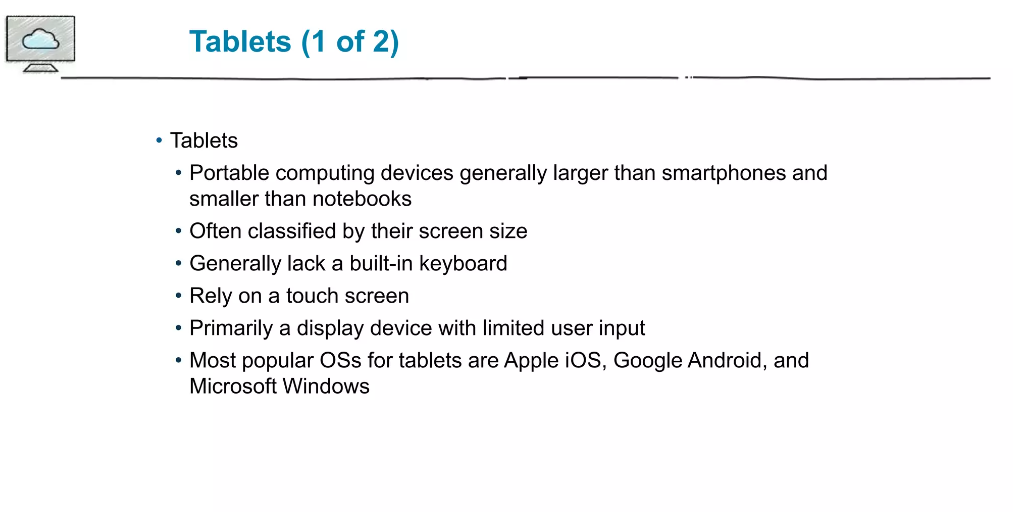 Tablets (1 of 2)
• Tablets
• Portable computing devices generally larger than smartphones and
smaller than notebooks
• Often classified by their screen size
• Generally lack a built-in keyboard
• Rely on a touch screen
• Primarily a display device with limited user input
• Most popular OSs for tablets are Apple iOS, Google Android, and
Microsoft Windows